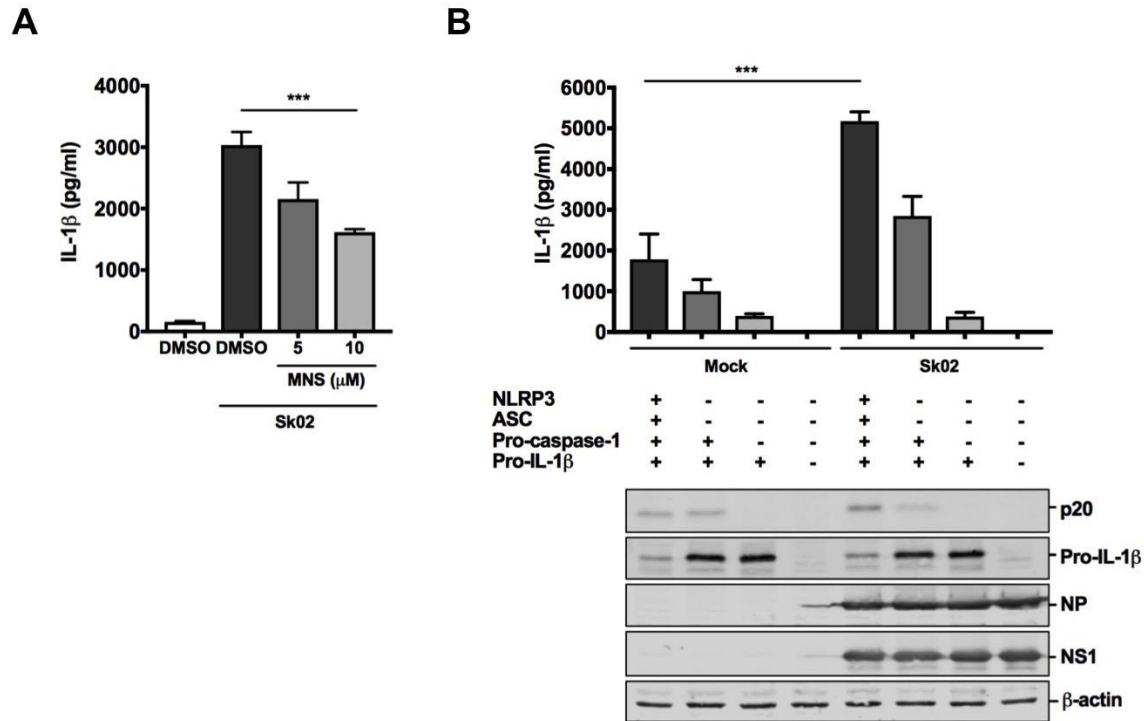 A
4000
3000
2000
1000
0
IL-1β (pg/ml)
***
DMSO DMSO 5 10
MNS (μM)
Sk02
B
6000
5000
4000
3000
2000
1000
0
IL-1β (pg/ml)
***
Mock Sk02
NLRP3 + - - - + - - -
ASC + - - - + - - -
Pro-caspase-1 + + - - + + - -
Pro-IL-1β + + + - + + + -
p20
Pro-IL-1β
NP
NS1
β-actin